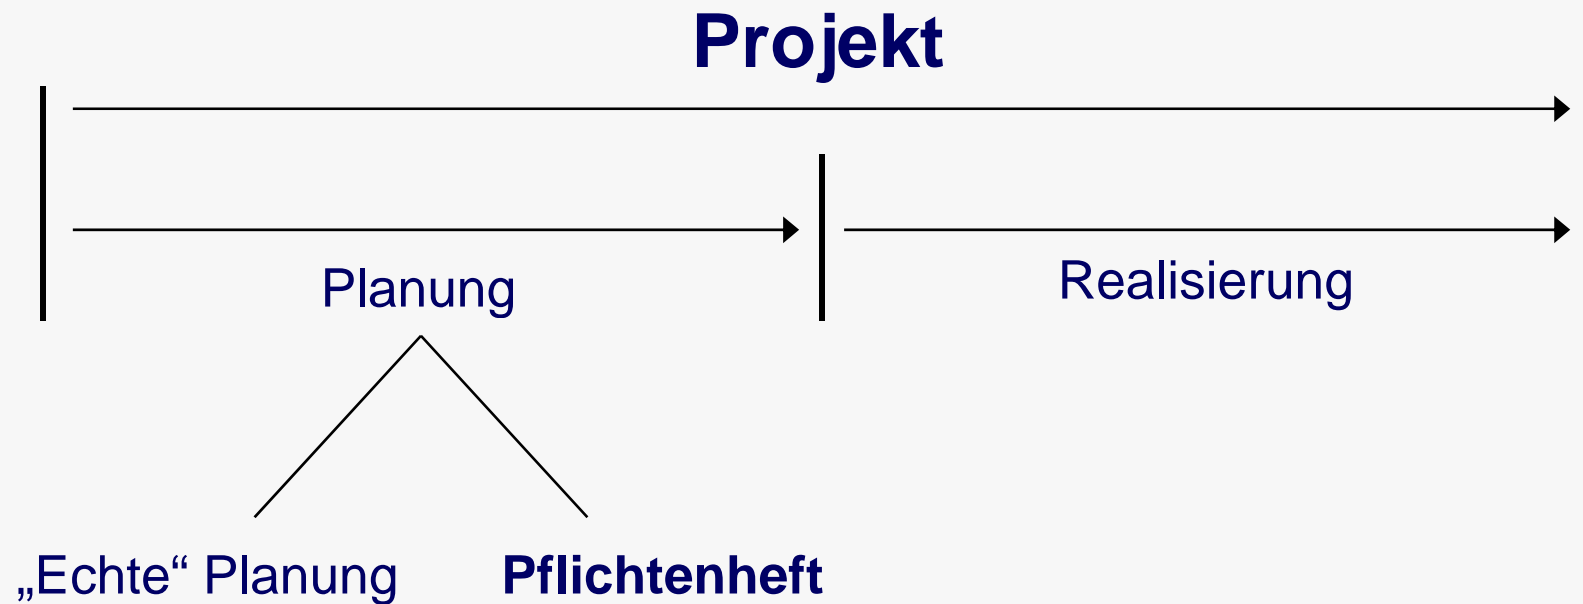 Projekt
Planung
Realisierung
„Echte“ Planung
Pflichtenheft